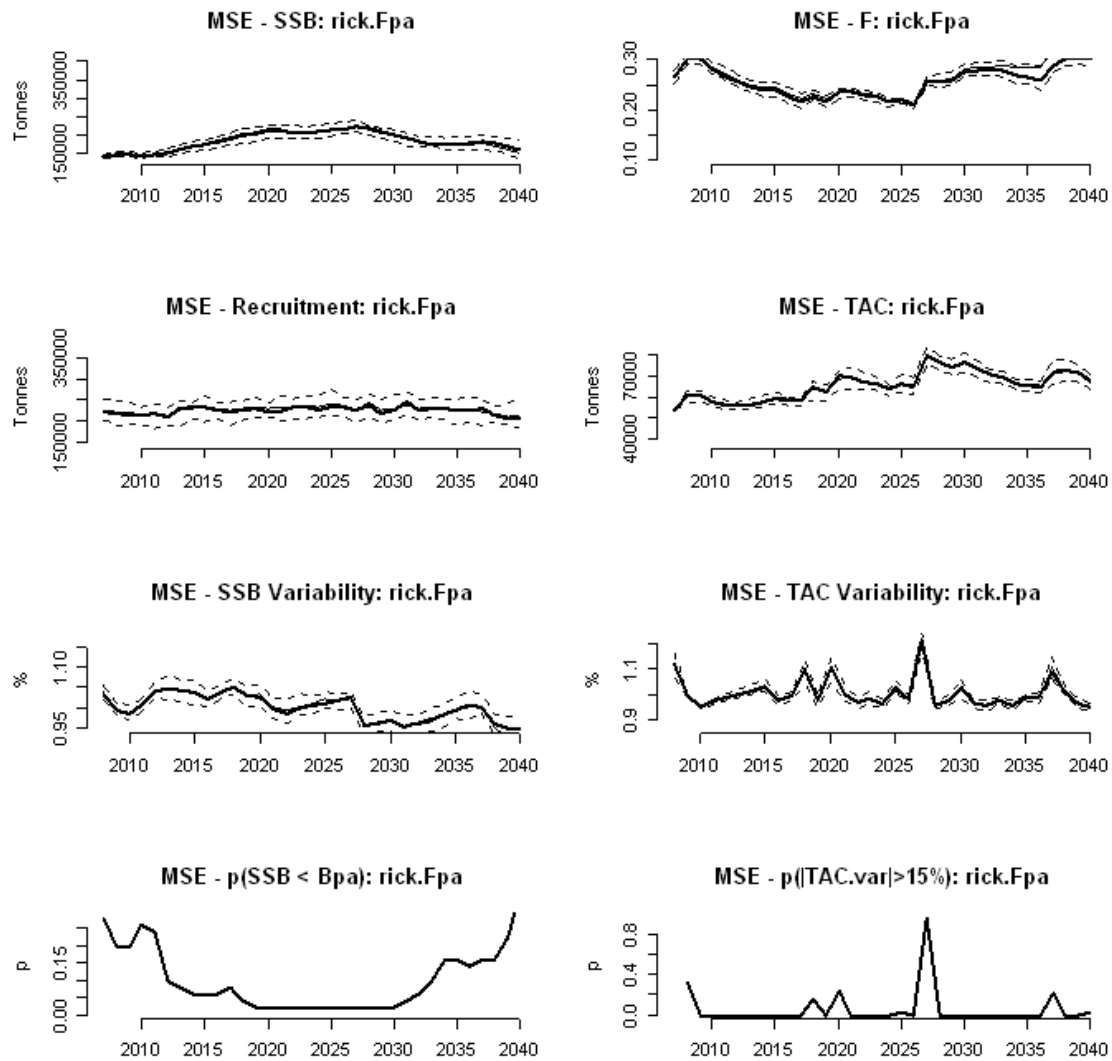 MSE - SSB: rick.Fpa
Tonnes
350000
150000
2010 2015 2020 2025 2030 2035 2040
MSE - F: rick.Fpa
0.30
0.20
0.10
2010 2015 2020 2025 2030 2035 2040
MSE - Recruitment: rick.Fpa
Tonnes
350000
150000
2010 2015 2020 2025 2030 2035 2040
MSE - TAC: rick.Fpa
Tonnes
70000
40000
2010 2015 2020 2025 2030 2035 2040
MSE - SSB Variability: rick.Fpa
%
1.10
0.95
2010 2015 2020 2025 2030 2035 2040
MSE - TAC Variability: rick.Fpa
%
1.1
0.9
2010 2015 2020 2025 2030 2035 2040
MSE - p(SSB < Bpa): rick.Fpa
p
0.15
0.00
2010 2015 2020 2025 2030 2035 2040
MSE - p(|TAC.var|>15%): rick.Fpa
p
0.8
0.4
0.0
2010 2015 2020 2025 2030 2035 2040